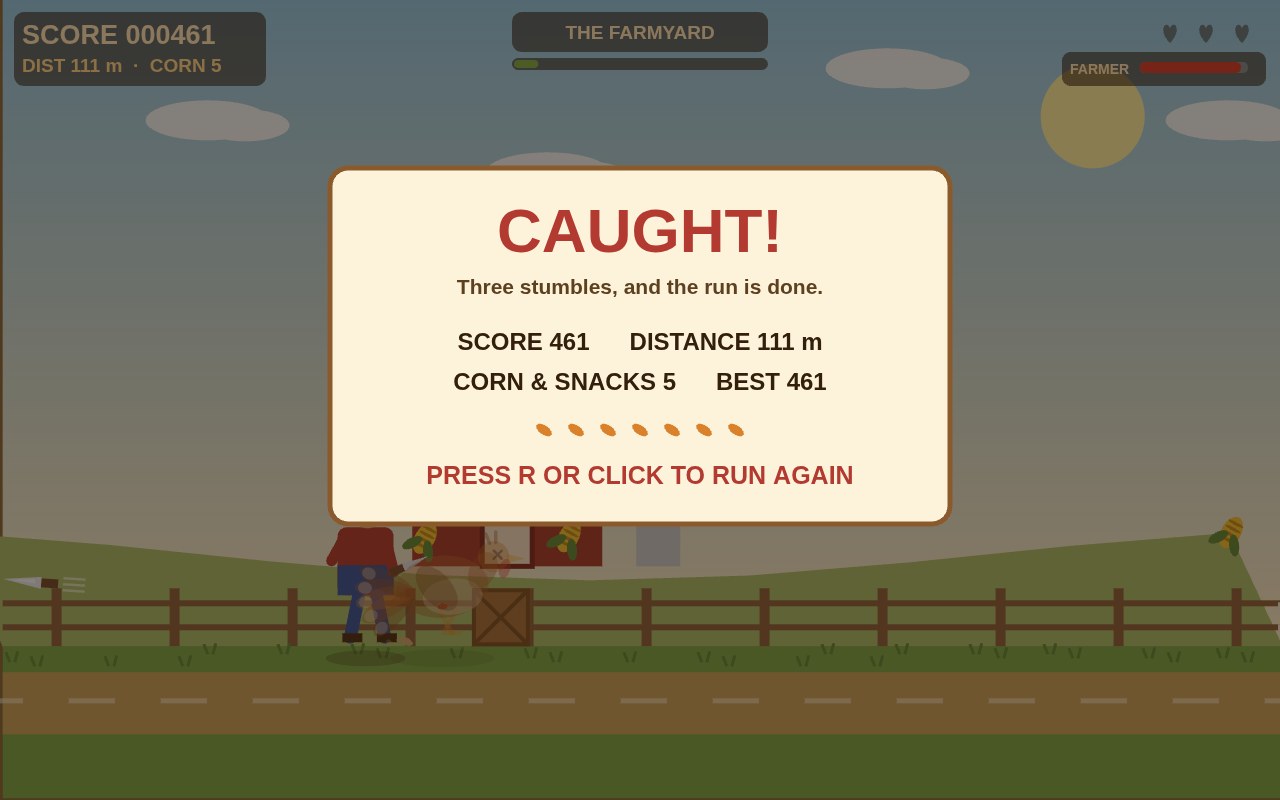 SCORE 000461
DIST 111 m · CORN 5
THE FARMYARD
FARMER
CAUGHT!
Three stumbles, and the run is done.
SCORE 461 DISTANCE 111 m
CORN & SNACKS 5 BEST 461
PRESS R OR CLICK TO RUN AGAIN